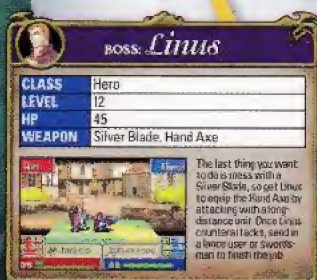 BOSS: Linus
CLASS Hero
LEVEL 12
HP 45
WEAPON Silver Blade, Hand Axe
The last thing you want
to do is mess with a
Silver Blade, so get Linus
to equip the Hand Axe by
attacking with a long-
distance unit. Once Linus
counterattacks, send in
a lance user or swords-
man to finish the job.